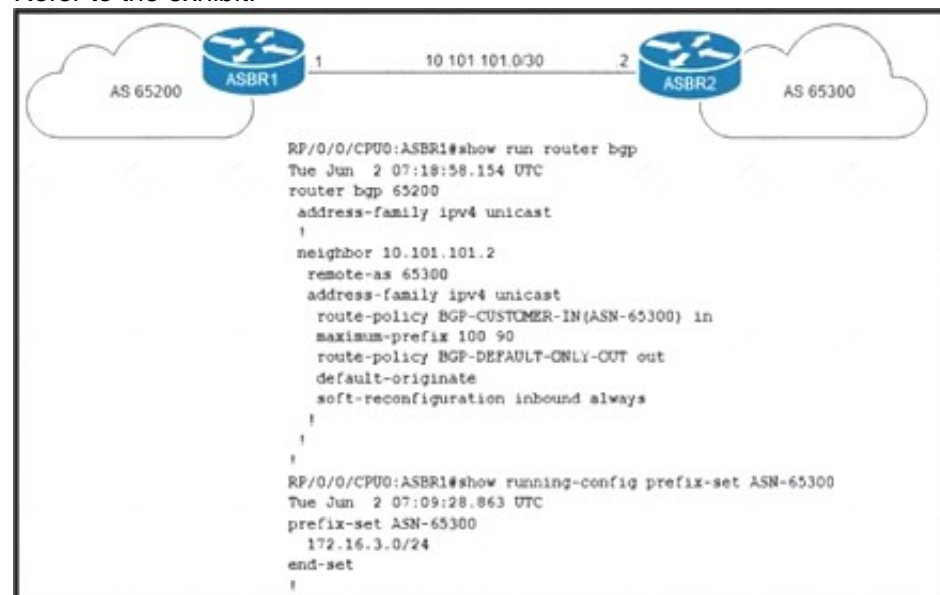 Refer to the exhibit.
.1 10.101.101.0/30 .2
AS 65200 ASBR1 ASBR2 AS 65300
RP/0/0/CPU0:ASBR1#show run router bgp
Tue Jun 2 07:18:58.154 UTC
router bgp 65200
address-family ipv4 unicast
!
neighbor 10.101.101.2
remote-as 65300
address-family ipv4 unicast
route-policy BGP-CUSTOMER-IN(ASN-65300) in
maximum-prefix 100 90
route-policy BGP-DEFAULT-ONLY-OUT out
default-originate
soft-reconfiguration inbound always
!
!
!
RP/0/0/CPU0:ASBR1#show running-config prefix-set ASN-65300
Tue Jun 2 07:09:28.863 UTC
prefix-set ASN-65300
172.16.3.0/24
end-set
!